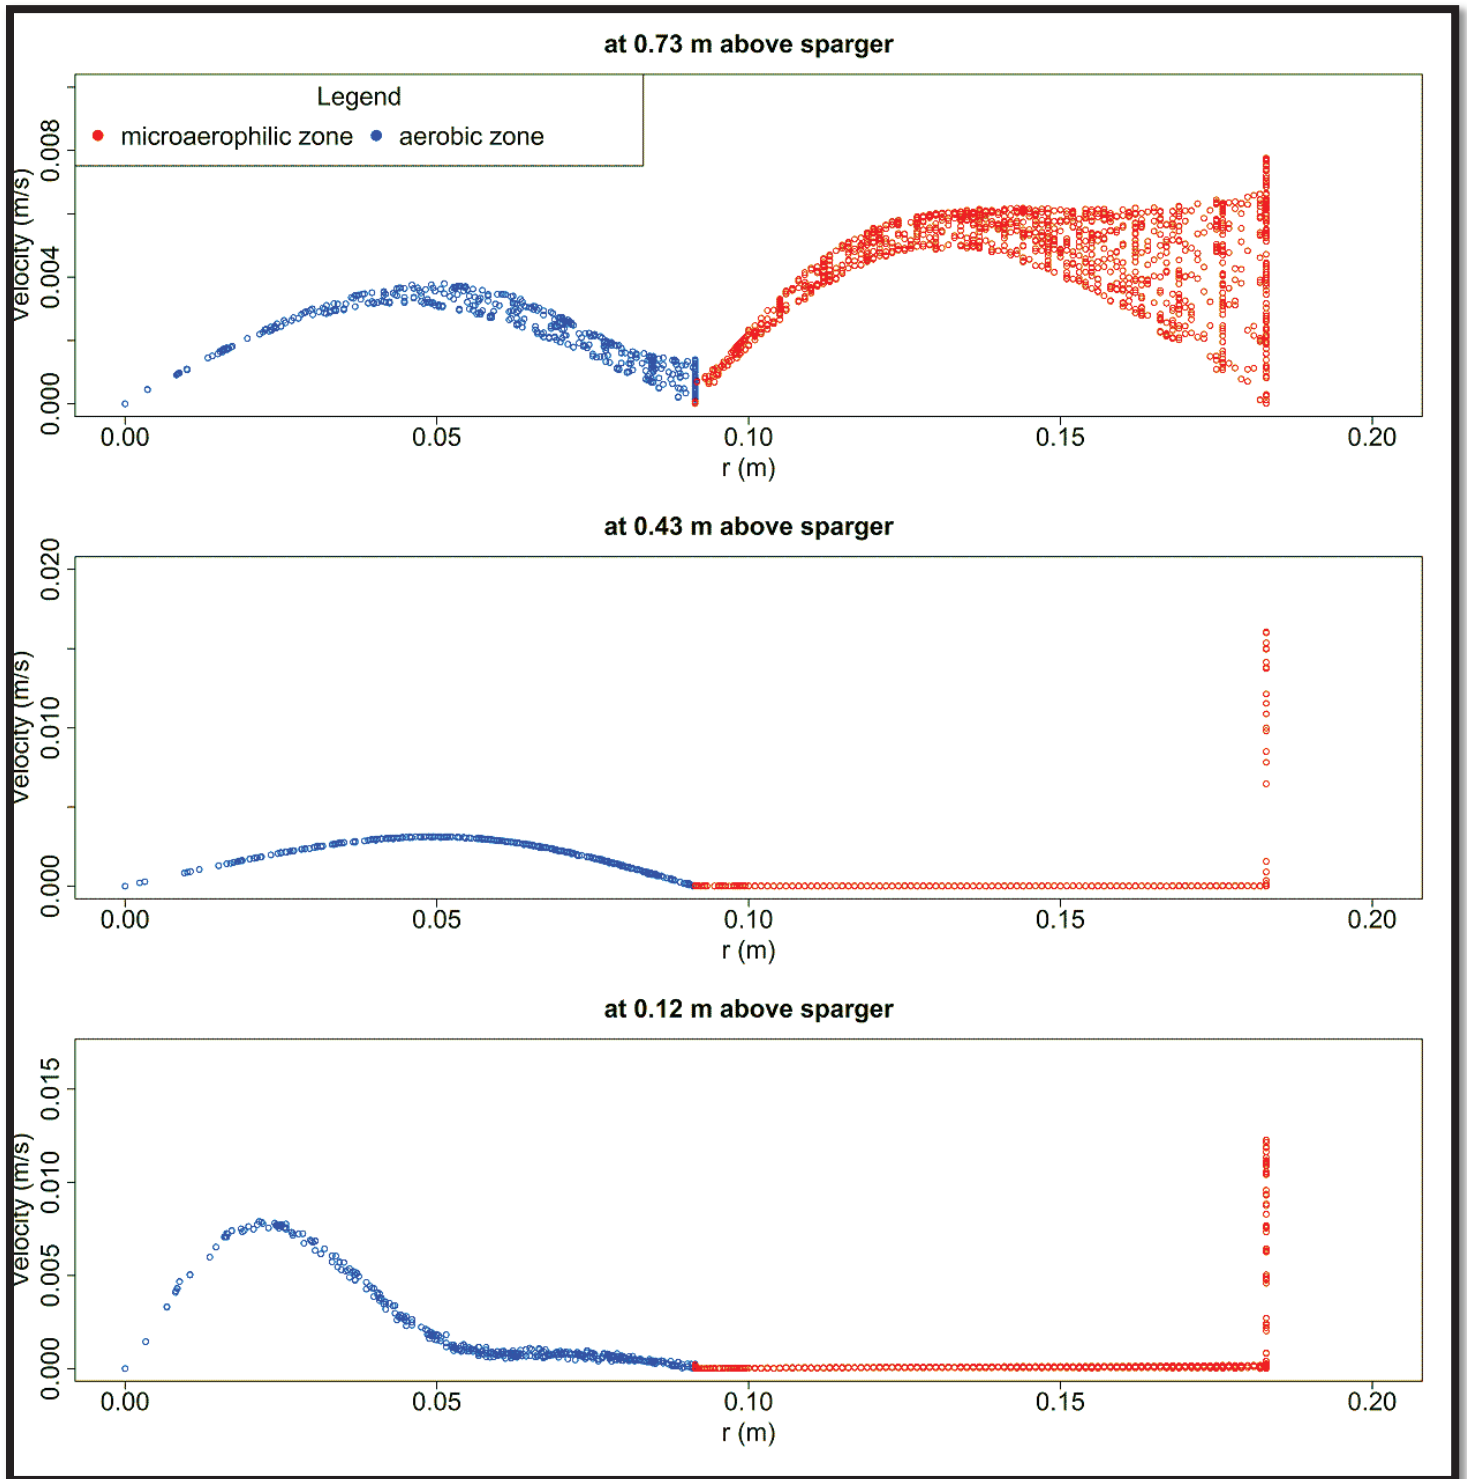 at 0.73 m above sparger
Legend
microaerophilic zone aerobic zone
Velocity (m/s)
0.008
0.004
0.000
0.00 0.05 0.10 0.15 0.20
r (m)
at 0.43 m above sparger
Velocity (m/s)
0.020
0.010
0.000
0.00 0.05 0.10 0.15 0.20
r (m)
at 0.12 m above sparger
Velocity (m/s)
0.015
0.010
0.005
0.000
0.00 0.05 0.10 0.15 0.20
r (m)